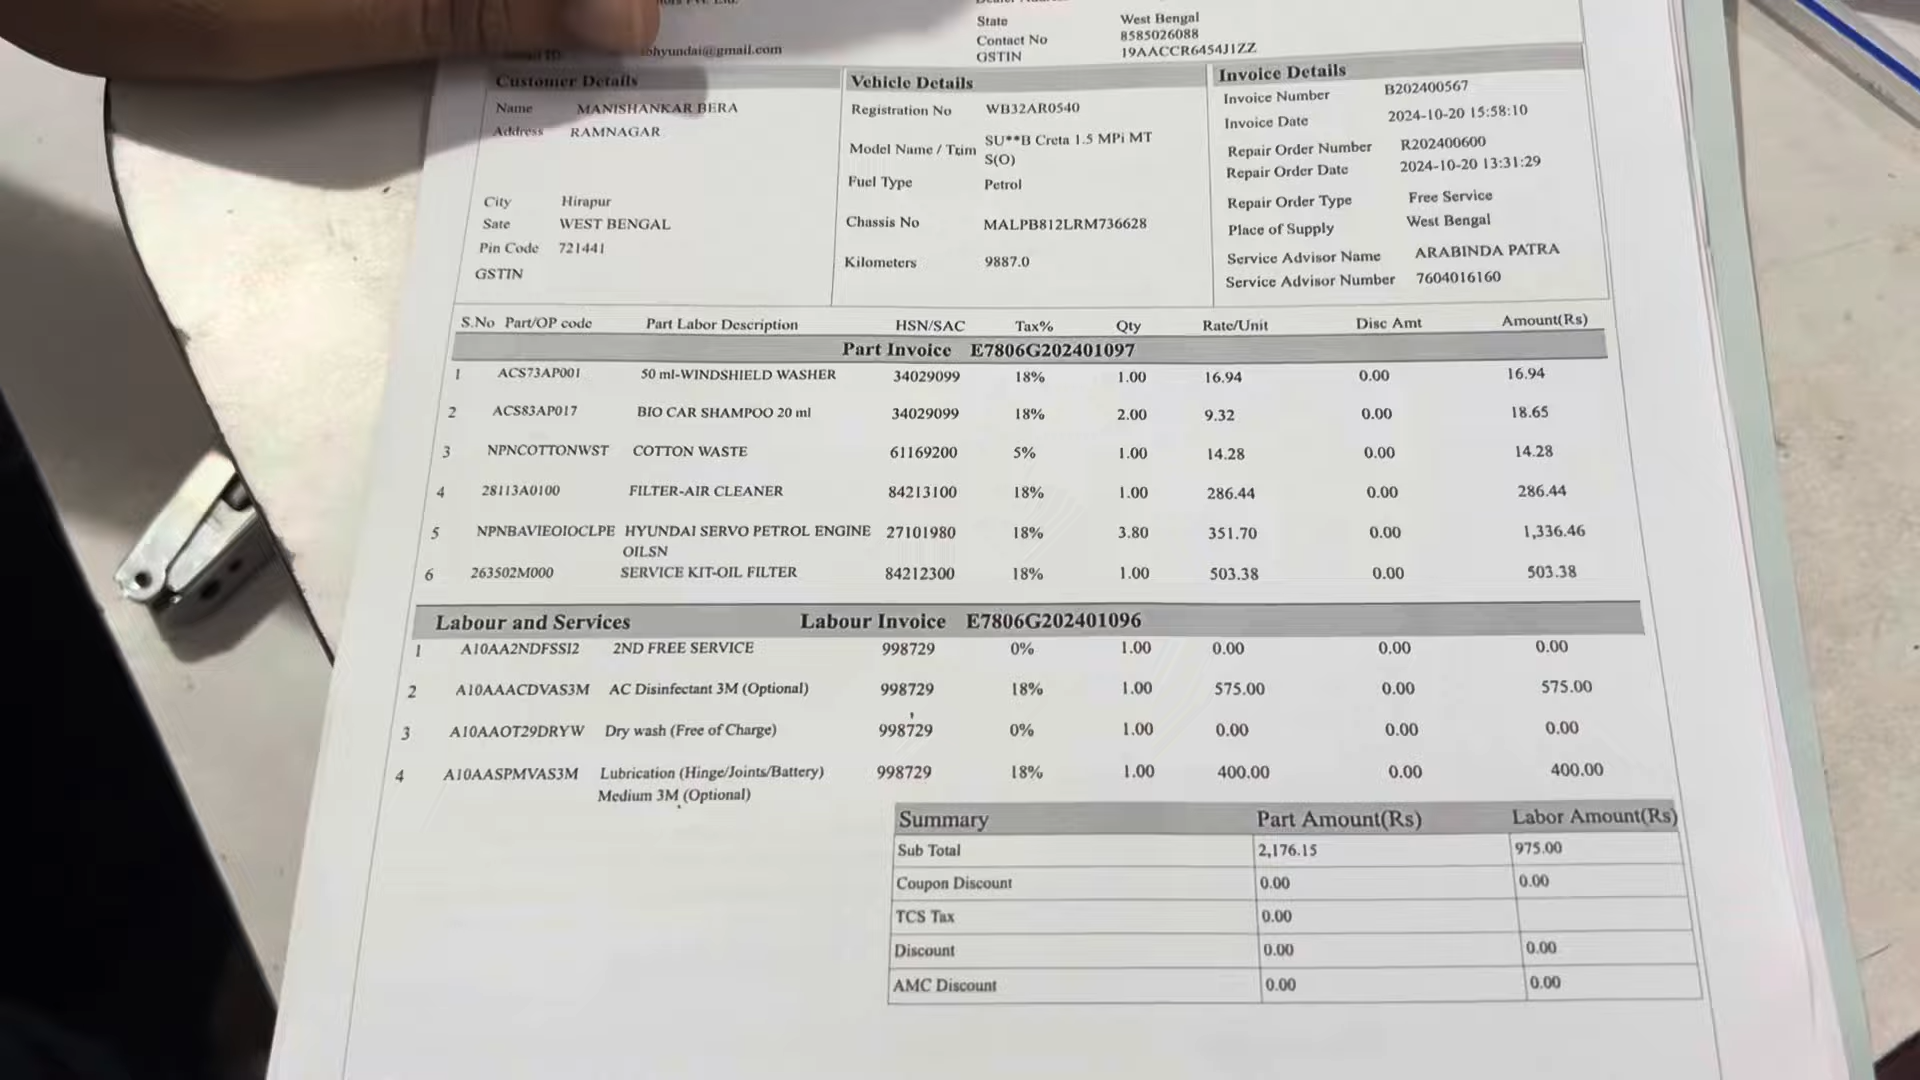 State West Bengal
Contact No 8585026088
GSTIN 19AACCR6454J1ZZ
ohyundai@gmail.com
Customer Details
Name MANISHANKAR BERA
Address RAMNAGAR
City Hirapur
Sate WEST BENGAL
Pin Code 721441
GSTIN
Vehicle Details
Registration No WB32AR0540
Model Name / Trim SU**B Creta 1.5 MPi MT
S(O)
Fuel Type Petrol
Chassis No MALPB812LRM736628
Kilometers 9887.0
Invoice Details
Invoice Number B202400567
Invoice Date 2024-10-20 15:58:10
Repair Order Number R202400600
Repair Order Date 2024-10-20 13:31:29
Repair Order Type Free Service
Place of Supply West Bengal
Service Advisor Name ARABINDA PATRA
Service Advisor Number 7604016160
S.No Part/OP code Part Labor Description HSN/SAC Tax% Qty Rate/Unit Disc Amt Amount(Rs)
Part Invoice E7806G202401097
1 ACS73AP001 50 ml-WINDSHIELD WASHER 34029099 18% 1.00 16.94 0.00 16.94
2 ACS83AP017 BIO CAR SHAMPOO 20 ml 34029099 18% 2.00 9.32 0.00 18.65
3 NPNCOTTONWST COTTON WASTE 61169200 5% 1.00 14.28 0.00 14.28
4 28113A0100 FILTER-AIR CLEANER 84213100 18% 1.00 286.44 0.00 286.44
5 NPNBAVIEOIOCLPE HYUNDAI SERVO PETROL ENGINE 27101980 18% 3.80 351.70 0.00 1,336.46
OILSN
6 263502M000 SERVICE KIT-OIL FILTER 84212300 18% 1.00 503.38 0.00 503.38
Labour and Services Labour Invoice E7806G202401096
1 A10AA2NDFSSI2 2ND FREE SERVICE 998729 0% 1.00 0.00 0.00 0.00
2 A10AAACDVAS3M AC Disinfectant 3M (Optional) 998729 18% 1.00 575.00 0.00 575.00
3 A10AAOT29DRYW Dry wash (Free of Charge) 998729 0% 1.00 0.00 0.00 0.00
4 A10AASPMVAS3M Lubrication (Hinge/Joints/Battery) 998729 18% 1.00 400.00 0.00 400.00
Medium 3M (Optional)
Summary Part Amount(Rs) Labor Amount(Rs)
Sub Total 2,176.15 975.00
Coupon Discount 0.00 0.00
TCS Tax 0.00
Discount 0.00 0.00
AMC Discount 0.00 0.00